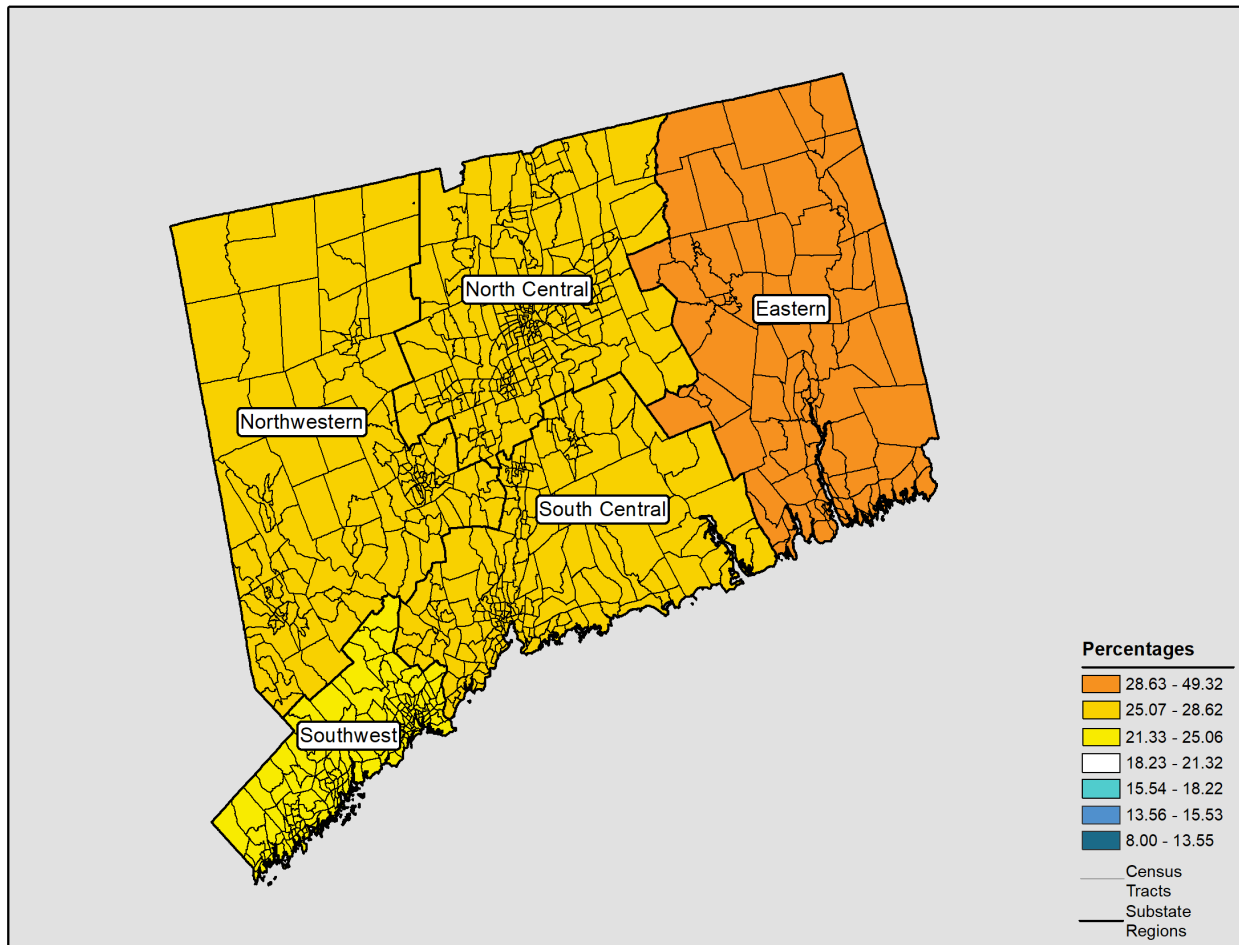 North Central
Eastern
Northwestern
South Central
Southwest
Percentages
28.63 - 49.32
25.07 - 28.62
21.33 - 25.06
18.23 - 21.32
15.54 - 18.22
13.56 - 15.53
8.00 - 13.55
Census
Tracts
Substate
Regions